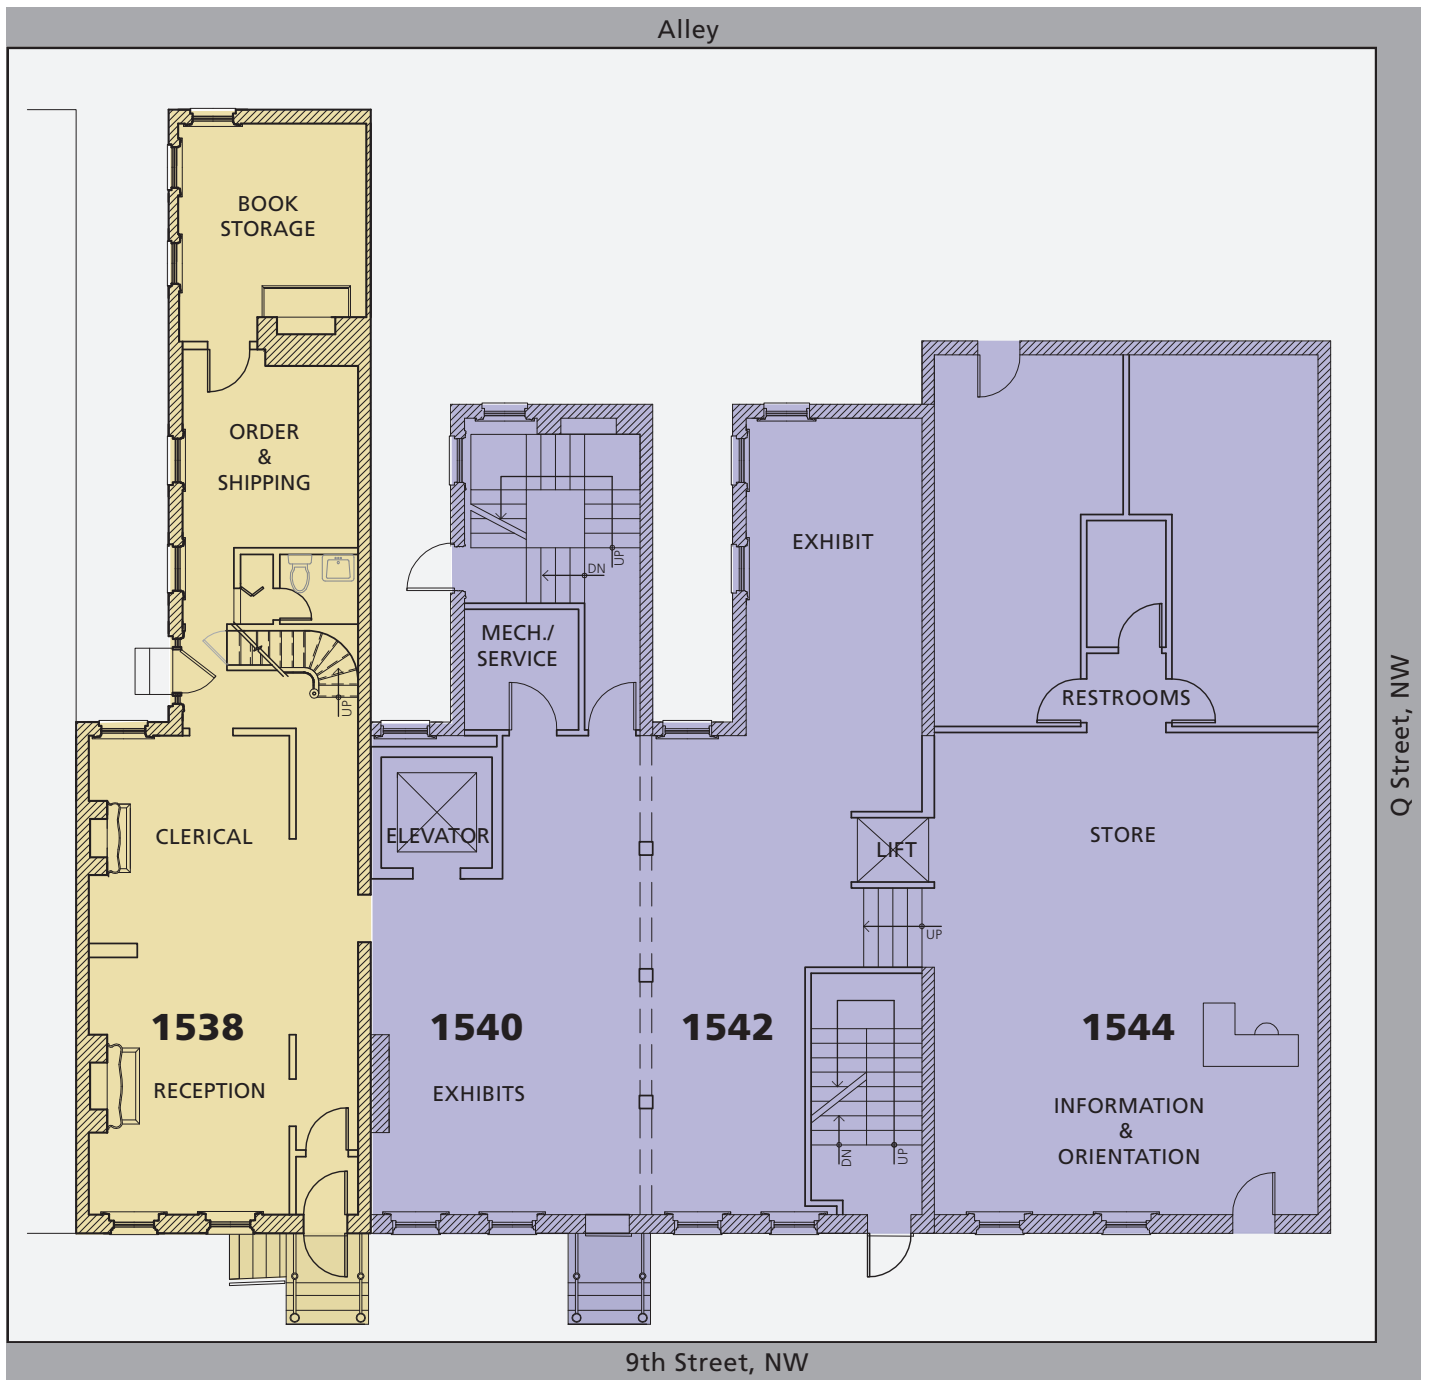 Alley
BOOK
STORAGE
ORDER
&
SHIPPING
EXHIBIT
UP
DN
MECH./
SERVICE
RESTROOMS
Q Street, NW
UP
CLERICAL
ELEVATOR
LIFT
STORE
UP
1538
1540
1542
1544
RECEPTION
EXHIBITS
INFORMATION
&
ORIENTATION
DN
UP
9th Street, NW